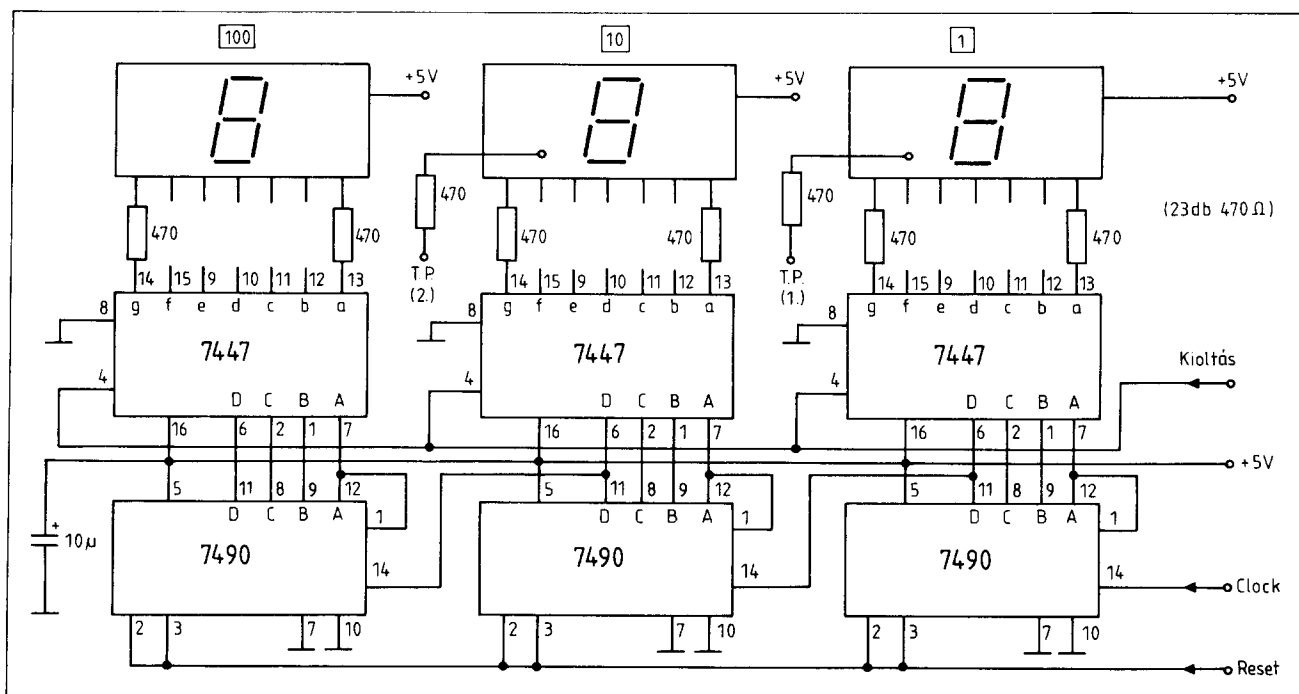 100 10 1
+5V +5V +5V
470 470
(23db 470Ω)
470 470 470 470 470 470
T.P. T.P.
(2.) (1.)
14 15 9 10 11 12 13 14 15 9 10 11 12 13 14 15 9 10 11 12 13
g f e d c b a g f e d c b a g f e d c b a
8 8 8
7447 7447 7447
Kioltás
4 4 4
D C B A D C B A D C B A
16 6 2 1 7 16 6 2 1 7 16 6 2 1 7
+5V
5 11 8 9 12 5 11 8 9 12 5 11 8 9 12
D C B A D C B A D C B A
+ 1 1 1
10µ
7490 7490 7490
14 14 14 Clock
2 3 7 10 2 3 7 10 2 3 7 10
Reset